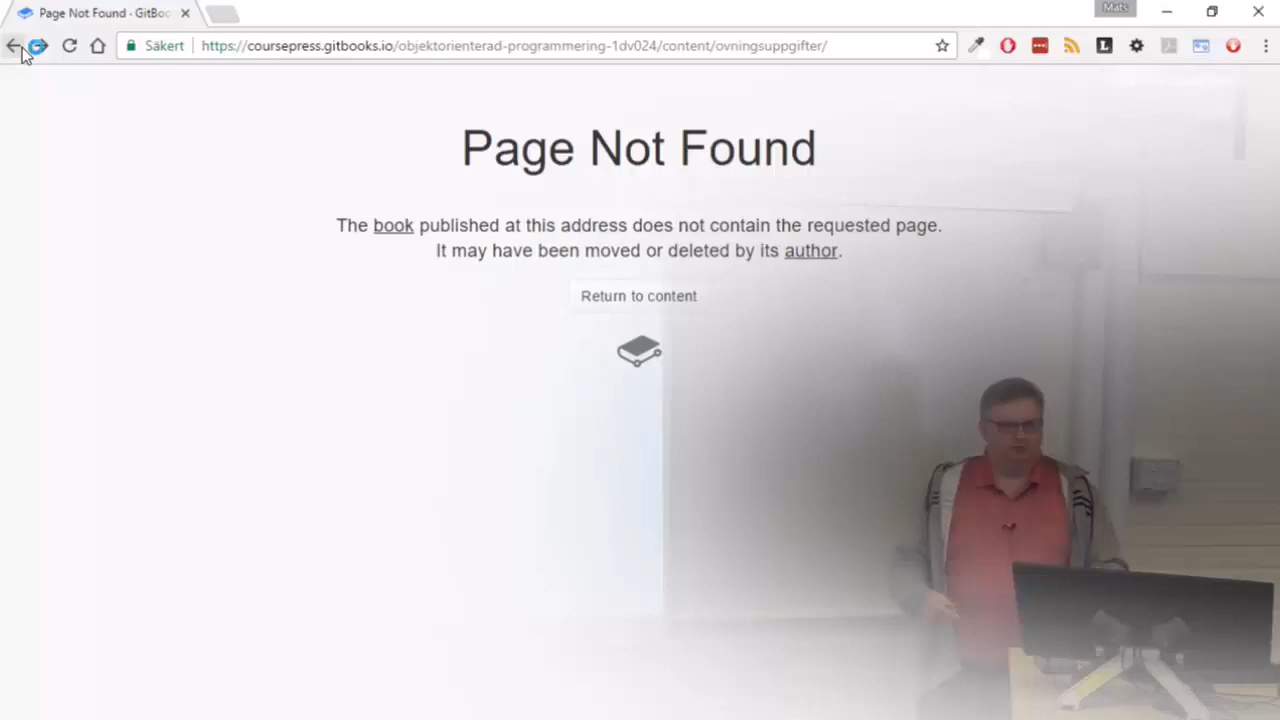 Page Not Found · GitBoo
Mats
Säkert
https://coursepress.gitbooks.io/objektorienterad-programmering-1dv024/content/ovningsuppgifter/
Page Not Found
The book published at this address does not contain the requested page.
It may have been moved or deleted by its author.
Return to content